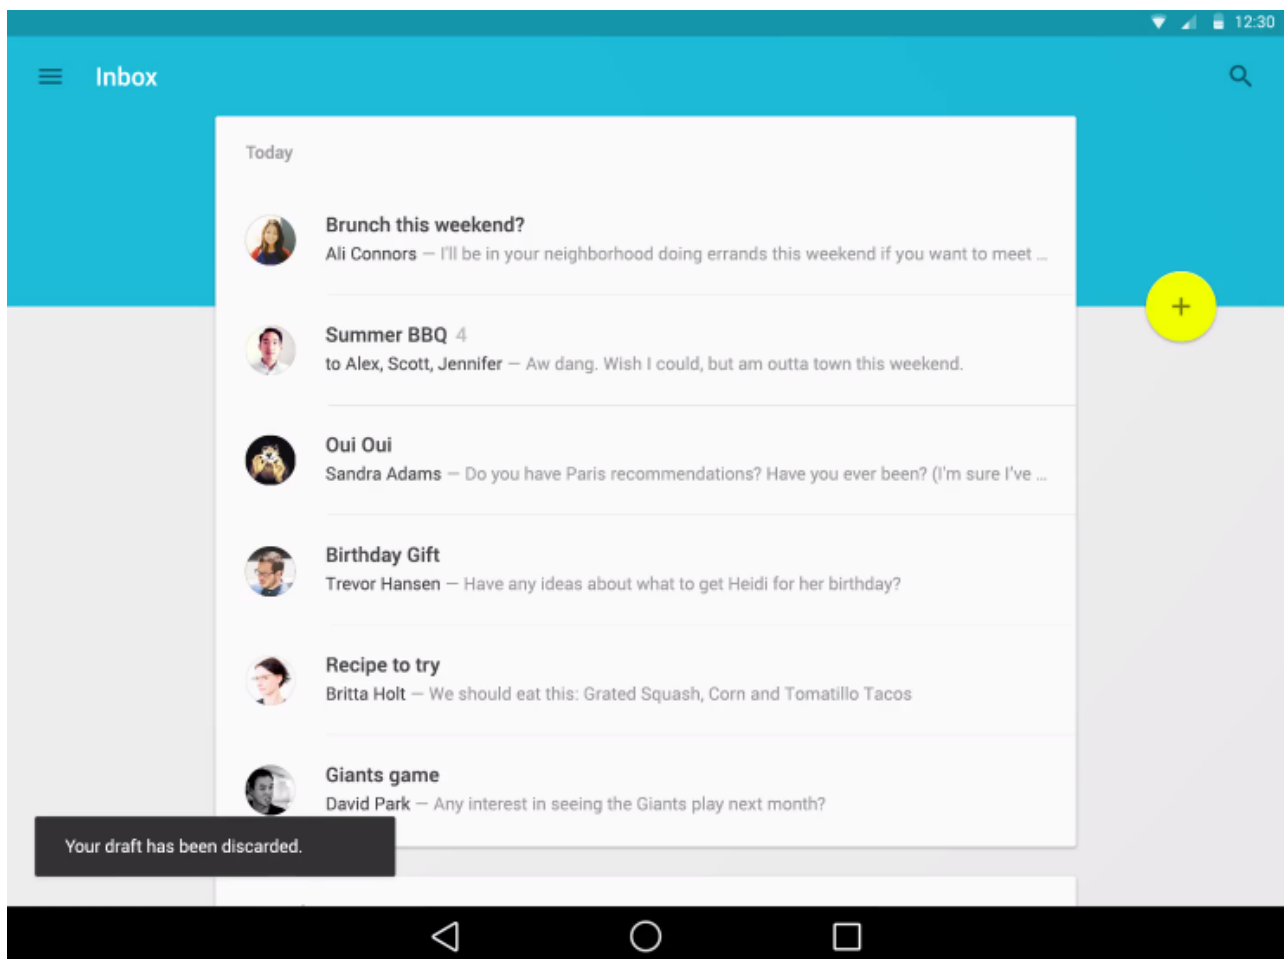 12:30
Inbox
Today
Brunch this weekend?
Ali Connors — I'll be in your neighborhood doing errands this weekend if you want to meet ...
Summer BBQ 4
to Alex, Scott, Jennifer — Aw dang. Wish I could, but am outta town this weekend.
Oui Oui
Sandra Adams — Do you have Paris recommendations? Have you ever been? (I'm sure I've ...
Birthday Gift
Trevor Hansen — Have any ideas about what to get Heidi for her birthday?
Recipe to try
Britta Holt — We should eat this: Grated Squash, Corn and Tomatillo Tacos
Giants game
David Park — Any interest in seeing the Giants play next month?
Your draft has been discarded.